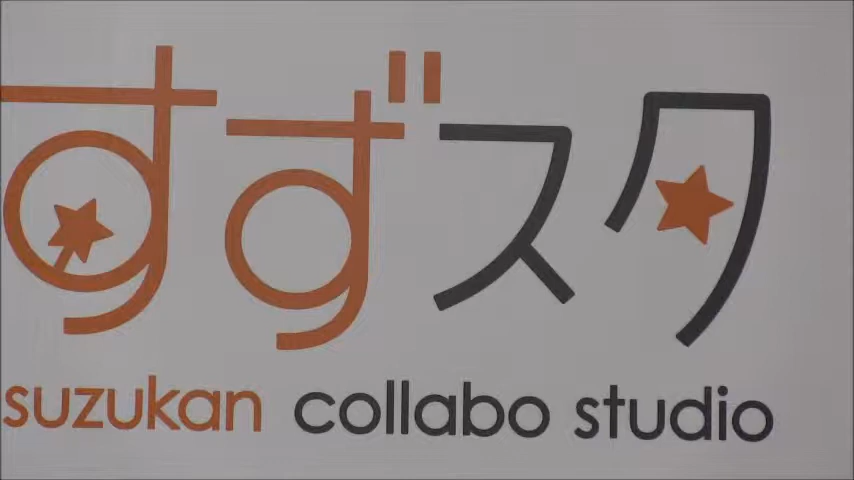 すずスタ
suzukan collabo studio